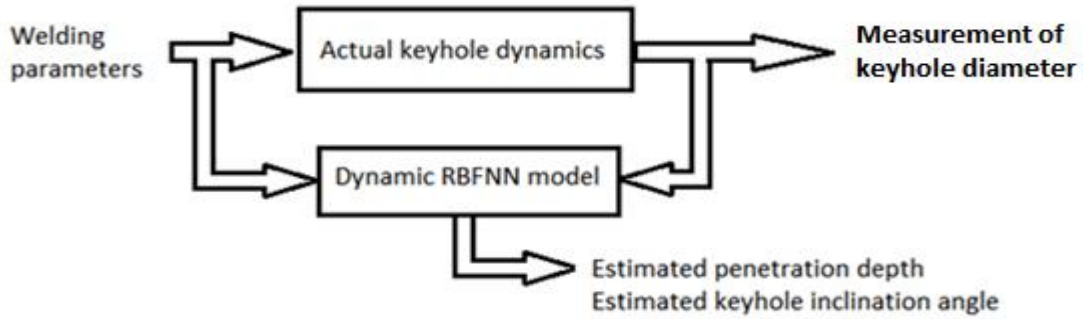 Welding
parameters
Actual keyhole dynamics
Measurement of
keyhole diameter
Dynamic RBFNN model
Estimated penetration depth
Estimated keyhole inclination angle